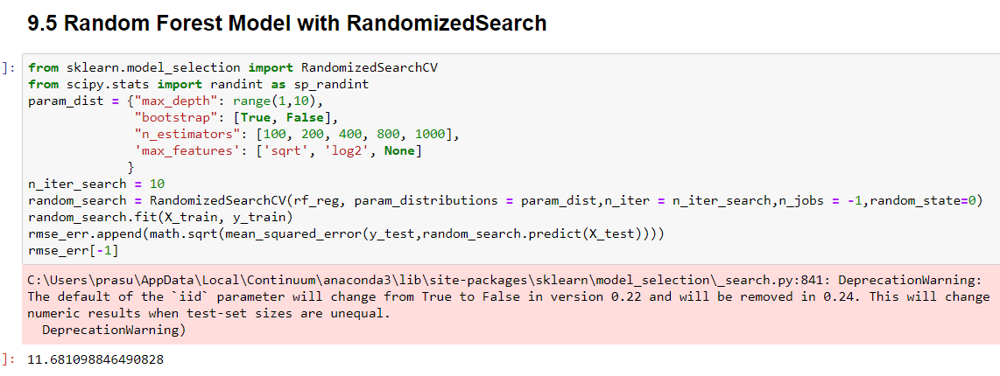 9.5 Random Forest Model with RandomizedSearch
]: from sklearn.model_selection import RandomizedSearchCV
from scipy.stats import randint as sp_randint
param_dist = {"max_depth": range(1,10),
"bootstrap": [True, False],
"n_estimators": [100, 200, 400, 800, 1000],
'max_features': ['sqrt', 'log2', None]
}
n_iter_search = 10
random_search = RandomizedSearchCV(rf_reg, param_distributions = param_dist,n_iter = n_iter_search,n_jobs = -1,random_state=0)
random_search.fit(X_train, y_train)
rmse_err.append(math.sqrt(mean_squared_error(y_test,random_search.predict(X_test))))
rmse_err[-1]
C:\Users\prasu\AppData\Local\Continuum\anaconda3\lib\site-packages\sklearn\model_selection\_search.py:841: DeprecationWarning:
The default of the `iid` parameter will change from True to False in version 0.22 and will be removed in 0.24. This will change
numeric results when test-set sizes are unequal.
DeprecationWarning)
]: 11.681098846490828